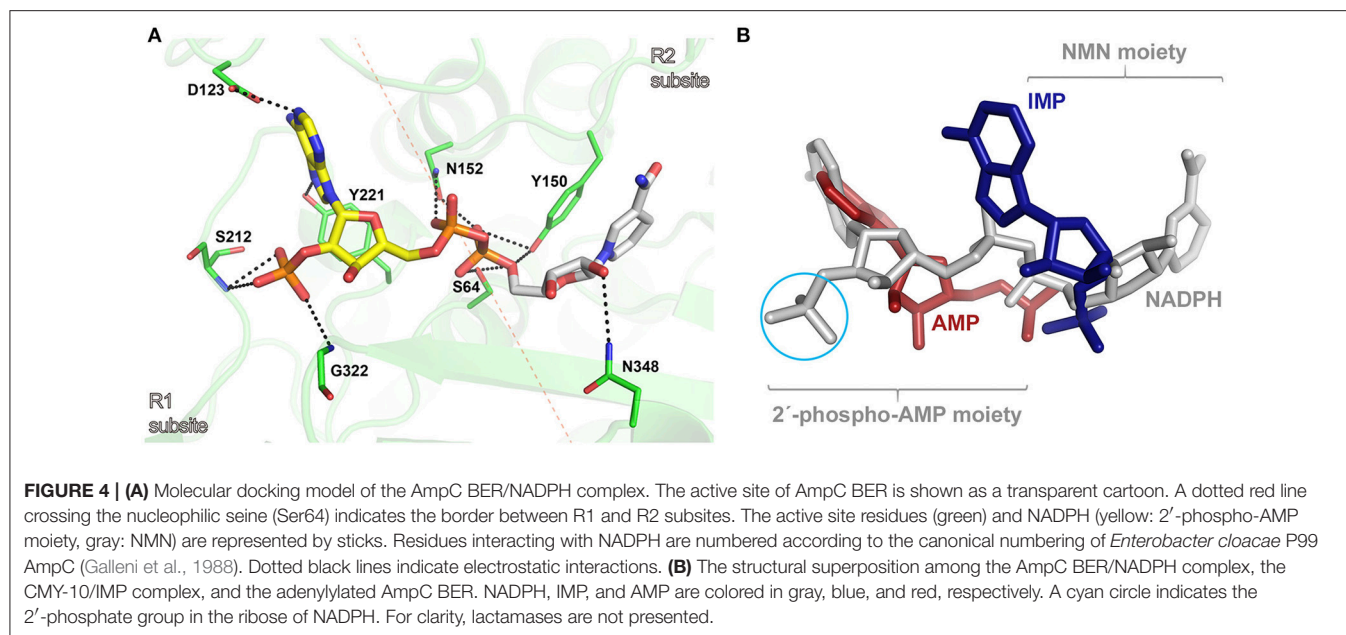 A
R2
subsite
D123
N152
Y150
Y221
S212
S64
G322
N348
R1
subsite
B
NMN moiety
IMP
NADPH
AMP
2´-phospho-AMP moiety
FIGURE 4 | (A) Molecular docking model of the AmpC BER/NADPH complex. The active site of AmpC BER is shown as a transparent cartoon. A dotted red line
crossing the nucleophilic seine (Ser64) indicates the border between R1 and R2 subsites. The active site residues (green) and NADPH (yellow: 2′-phospho-AMP
moiety, gray: NMN) are represented by sticks. Residues interacting with NADPH are numbered according to the canonical numbering of Enterobacter cloacae P99
AmpC (Galleni et al., 1988). Dotted black lines indicate electrostatic interactions. (B) The structural superposition among the AmpC BER/NADPH complex, the
CMY-10/IMP complex, and the adenylylated AmpC BER. NADPH, IMP, and AMP are colored in gray, blue, and red, respectively. A cyan circle indicates the
2′-phosphate group in the ribose of NADPH. For clarity, lactamases are not presented.